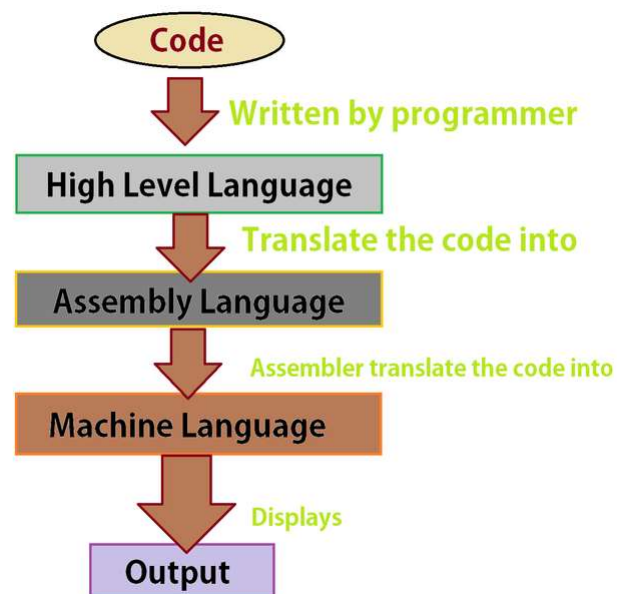 Code
Written by programmer
High Level Language
Translate the code into
Assembly Language
Assembler translate the code into
Machine Language
Displays
Output